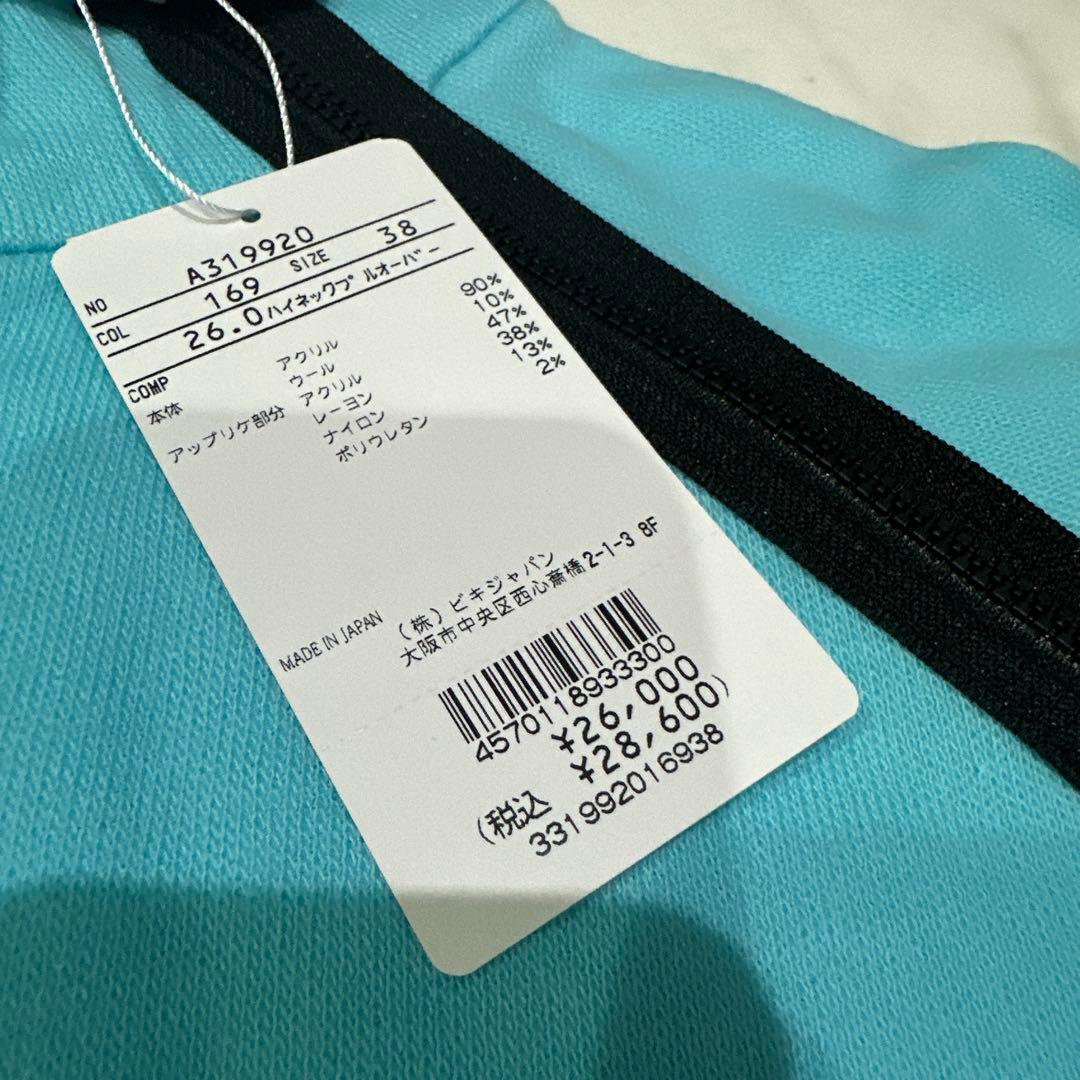 NO A319920
COL 169 SIZE 38
26.0 ハイネックプルオーバー
COMP
本体 アクリル 90%
ウール 10%
アップリケ部分 アクリル 47%
レーヨン 38%
ナイロン 13%
ポリウレタン 2%
MADE IN JAPAN
(株)ビキジャパン
大阪市中央区西心斎橋2-1-3 8F
4570118933300
¥26,000
(税込 ¥28,600)
331992016938